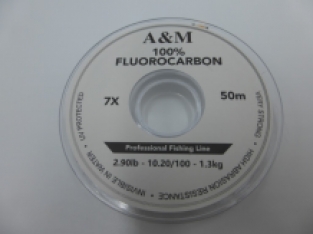 A&M
100%
FLUOROCARBON
7X
50m
Professional Fishing Line
2.90lb - 10.20/100 - 1.3kg
UV PROTECTED • INVISIBLE IN WATER • HIGH ABRASION RESISTANCE • VERY STRONG